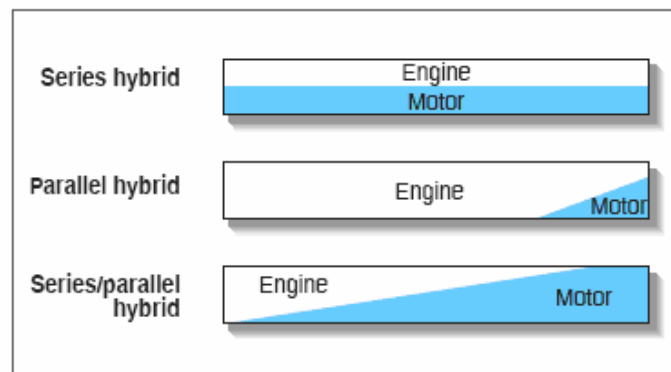 Series hybrid
Engine
Motor
Parallel hybrid
Engine
Motor
Series/parallel
hybrid
Engine
Motor